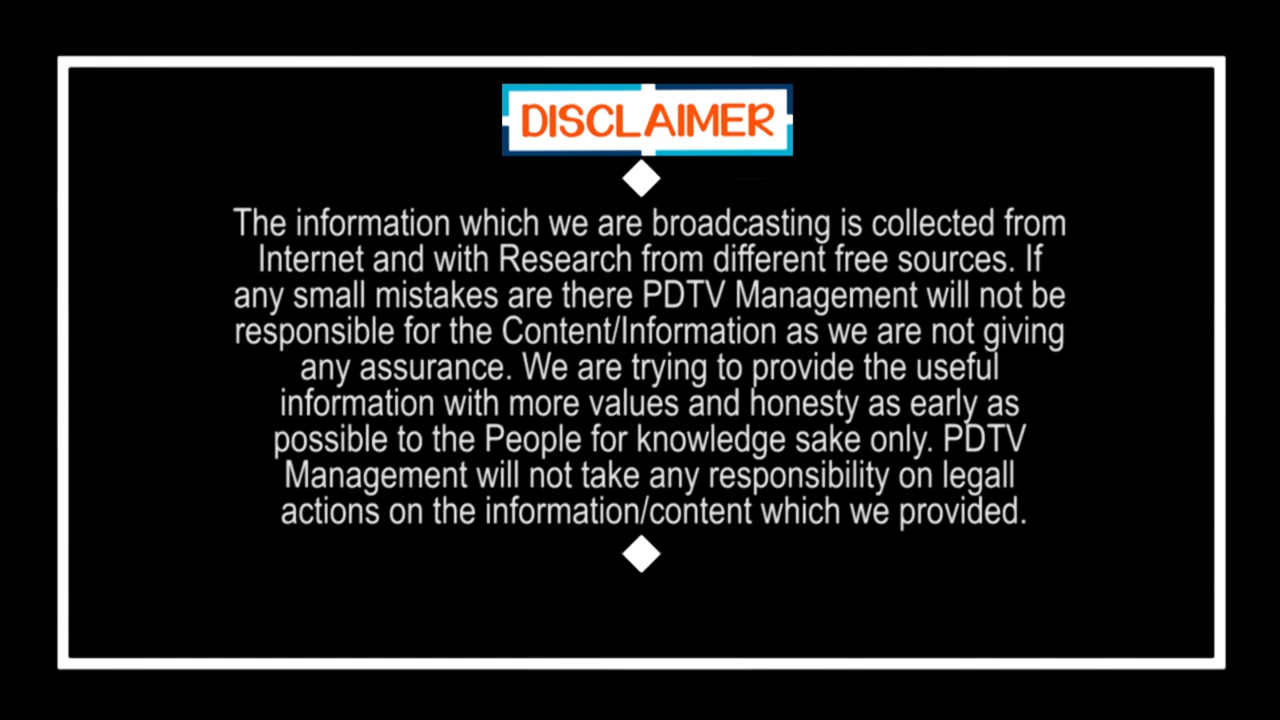 DISCLAIMER
The information which we are broadcasting is collected from
Internet and with Research from different free sources. If
any small mistakes are there PDTV Management will not be
responsible for the Content/Information as we are not giving
any assurance. We are trying to provide the useful
information with more values and honesty as early as
possible to the People for knowledge sake only. PDTV
Management will not take any responsibility on legall
actions on the information/content which we provided.